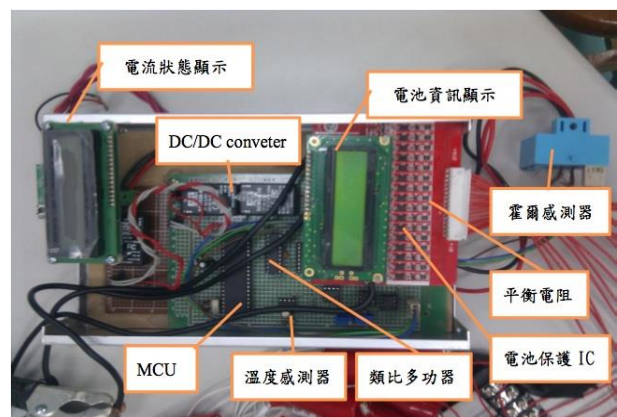 電流狀態顯示
電池資訊顯示
DC/DC conveter
霍爾感測器
平衡電阻
電池保護 IC
MCU
溫度感測器
類比多功器